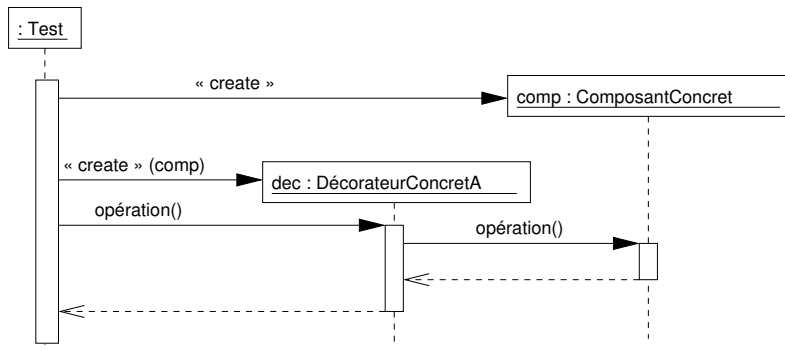 : Test
« create »
comp : ComposantConcret
« create » (comp)
dec : DécorateurConcretA
opération()
opération()